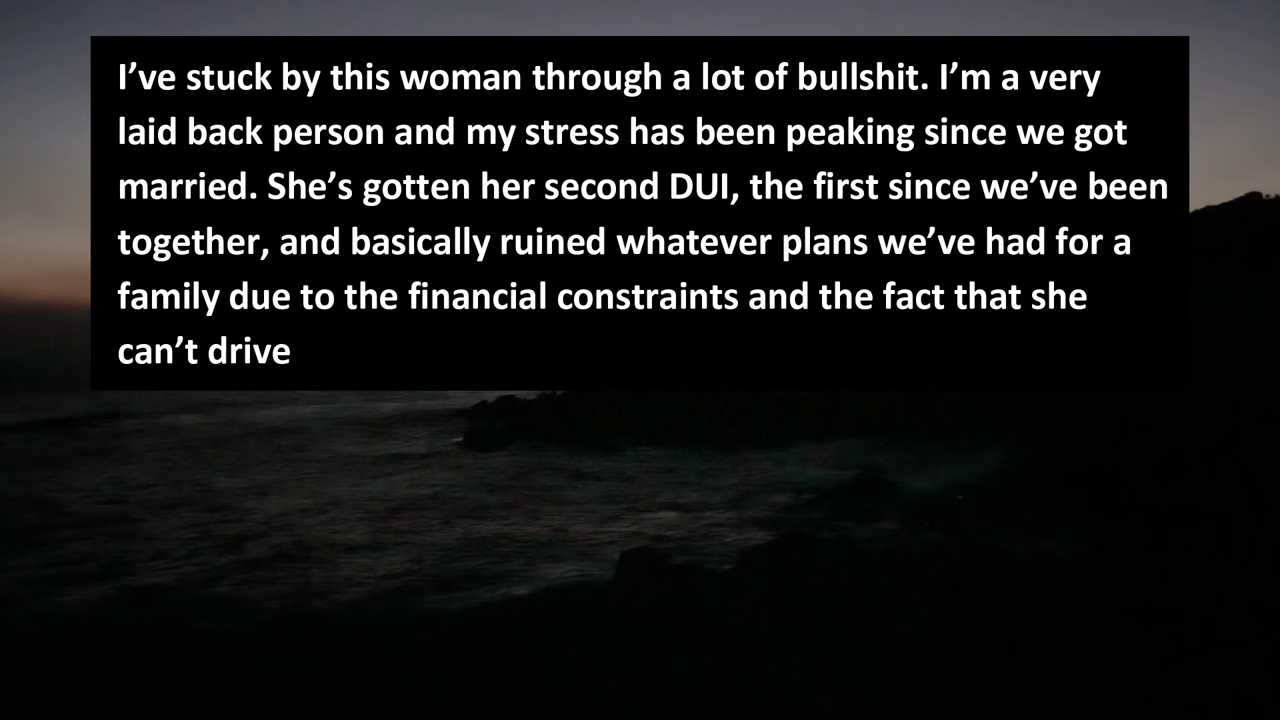 I’ve stuck by this woman through a lot of bullshit. I’m a very
laid back person and my stress has been peaking since we got
married. She’s gotten her second DUI, the first since we’ve been
together, and basically ruined whatever plans we’ve had for a
family due to the financial constraints and the fact that she
can’t drive